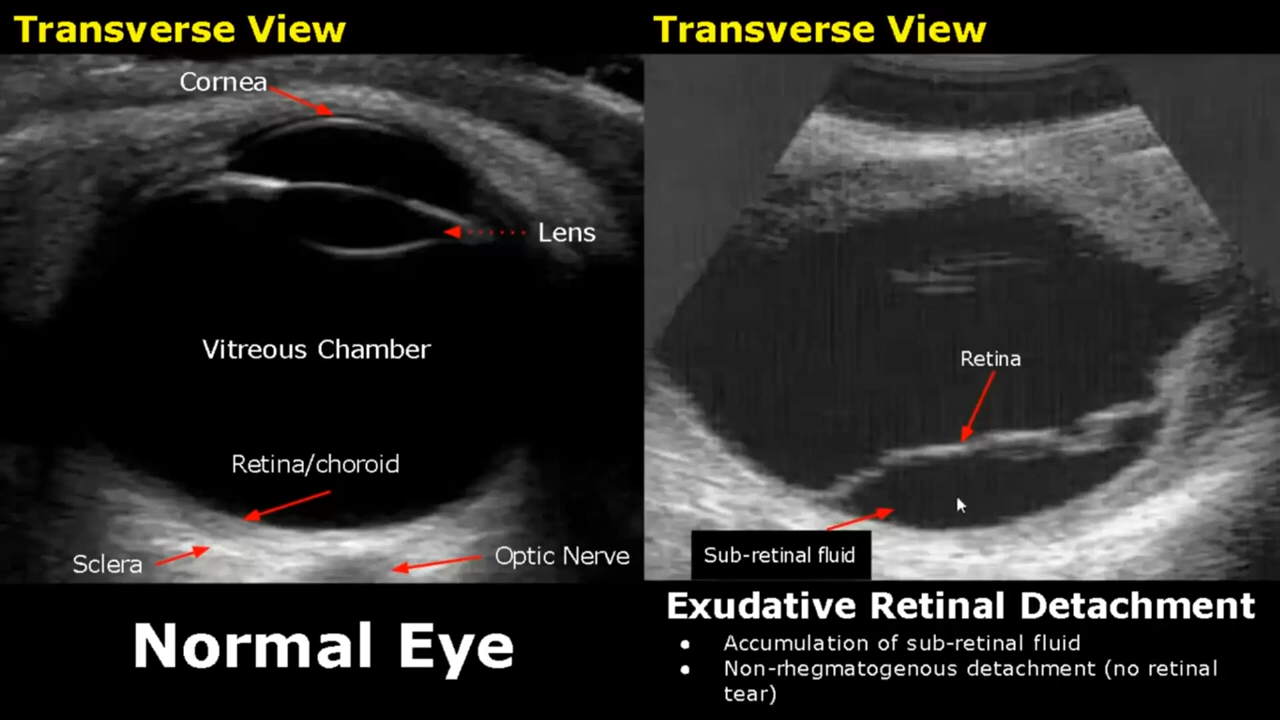 Transverse View
Cornea
Lens
Vitreous Chamber
Retina/choroid
Sclera
Optic Nerve
Normal Eye
Transverse View
Retina
Sub-retinal fluid
Exudative Retinal Detachment
● Accumulation of sub-retinal fluid
● Non-rhegmatogenous detachment (no retinal
tear)